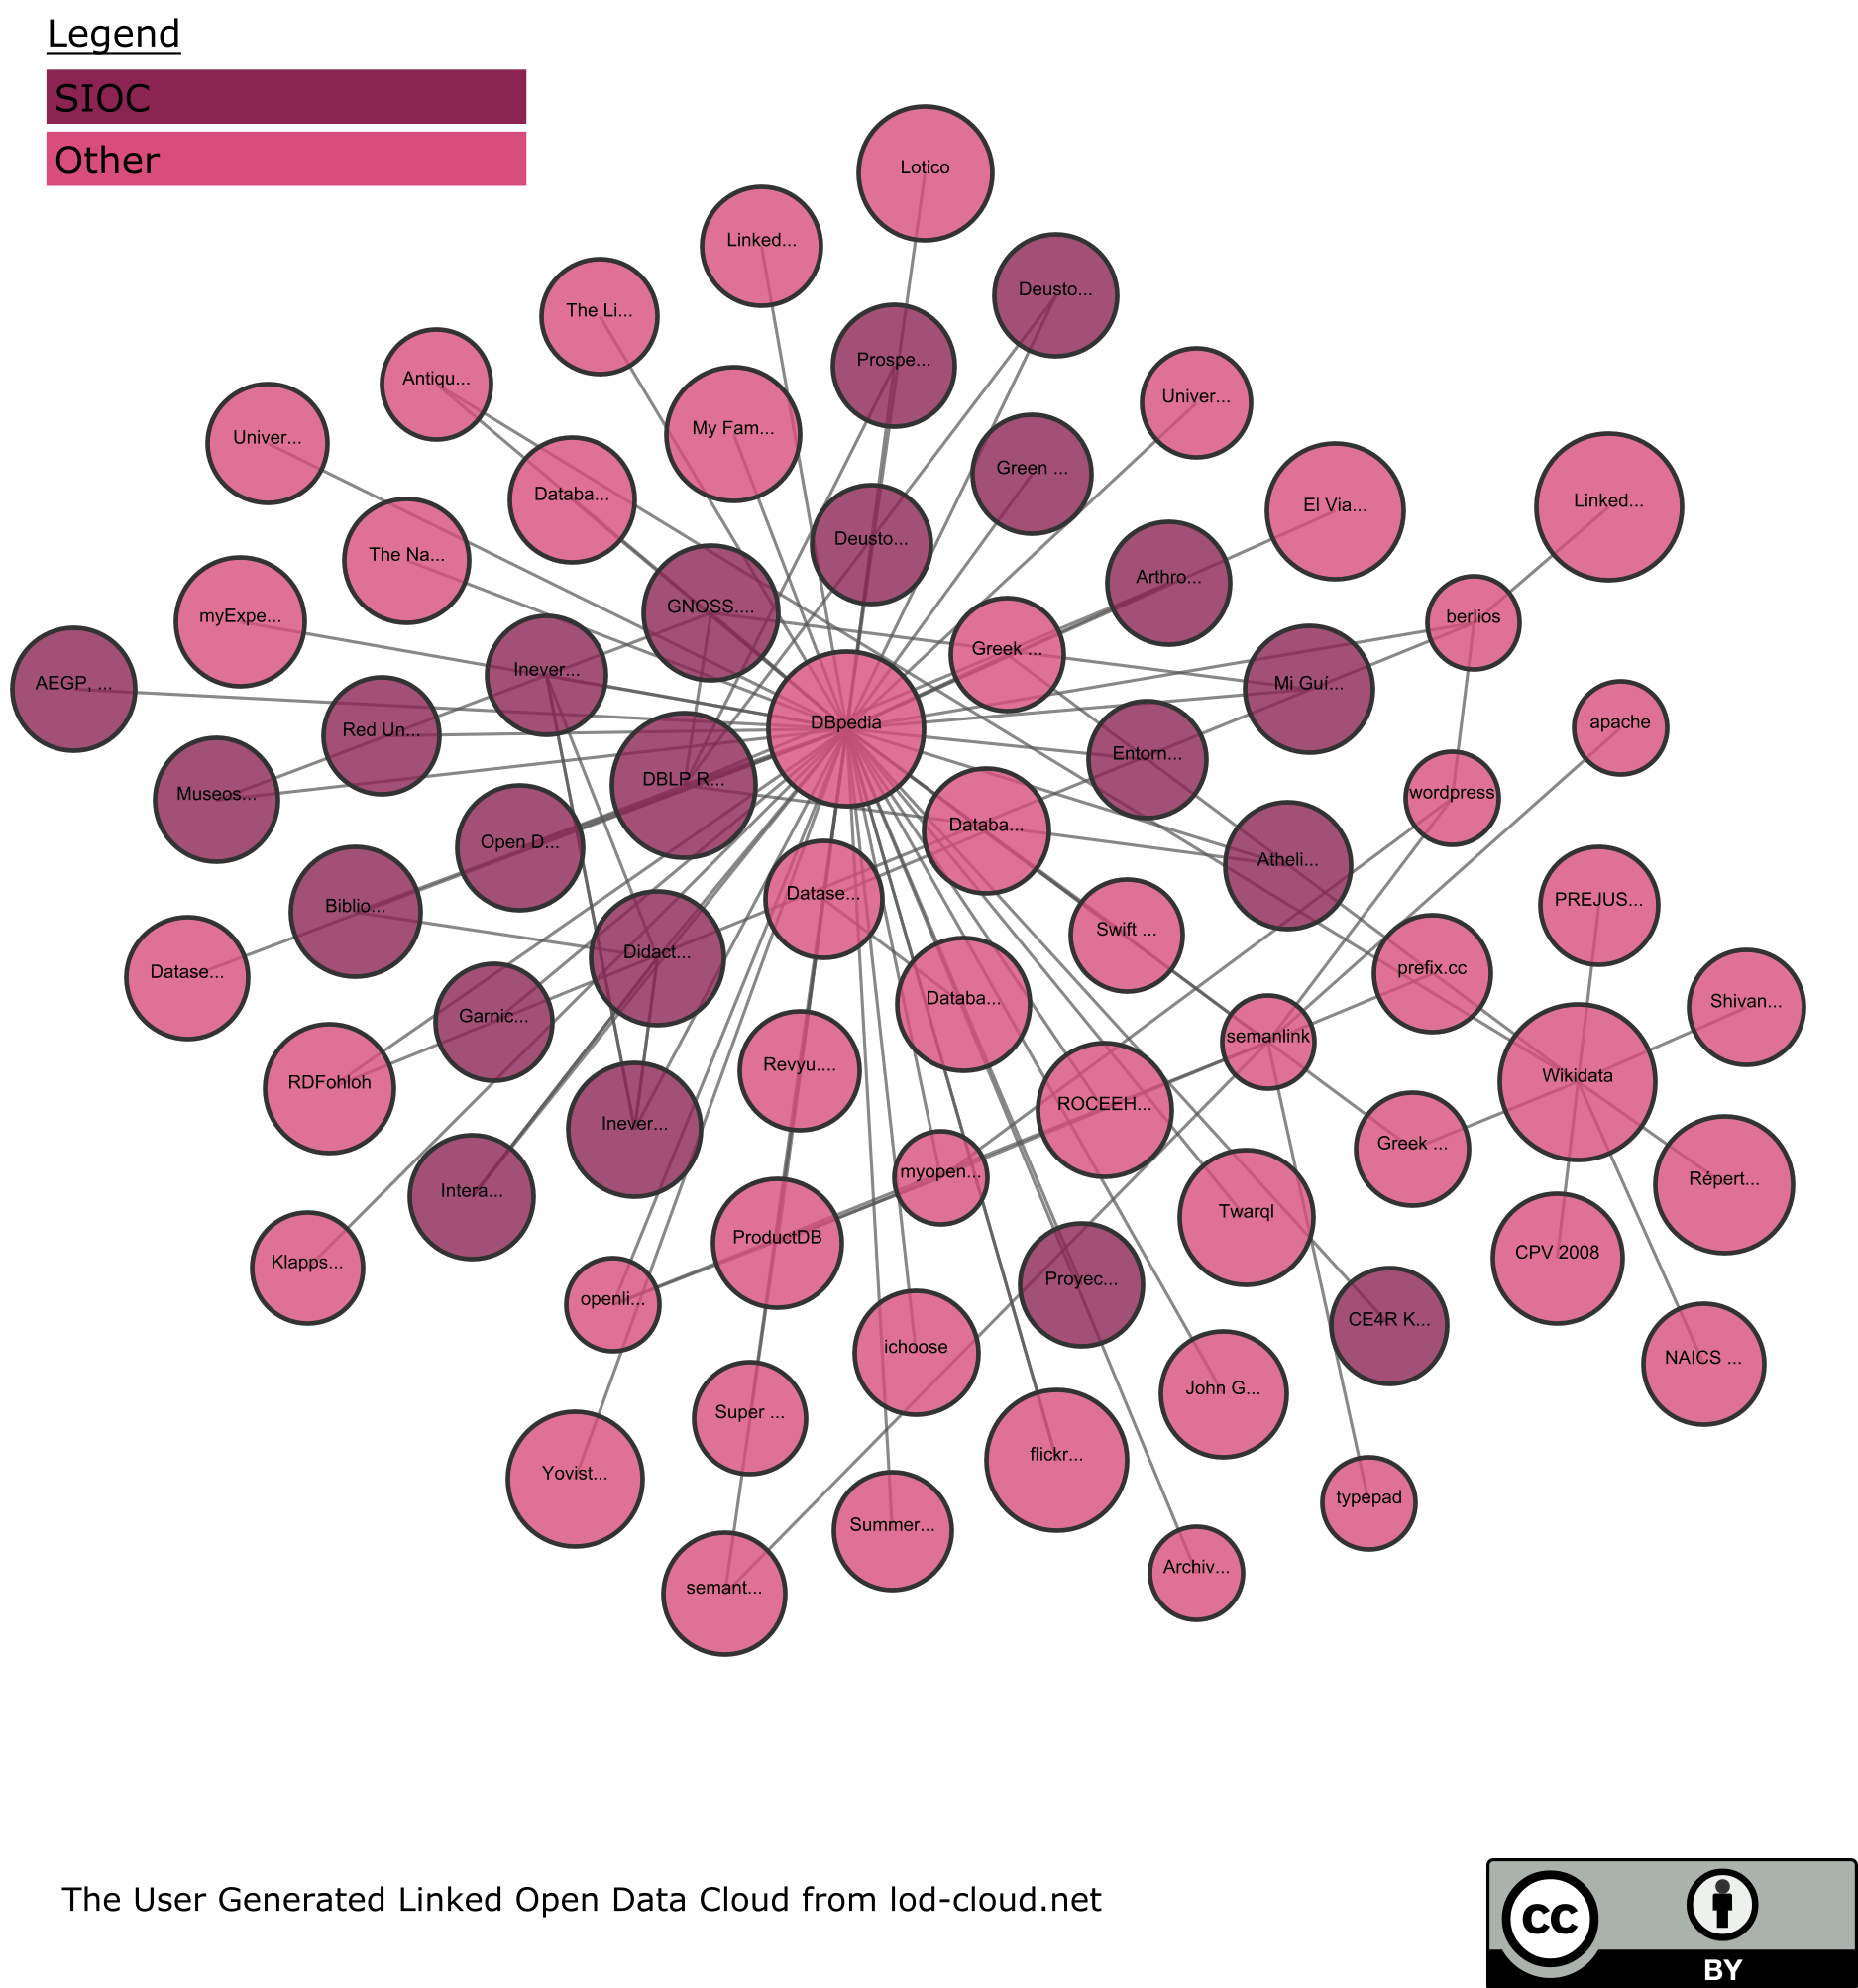 Legend
SIOC
Other
Lotico
Linked...
Deusto...
The Li...
Prospe...
Antiqu...
Univer...
My Fam...
Univer...
Green ...
Databa...
Linked...
El Via...
Deusto...
The Na...
Arthro...
GNOSS....
myExpe...
berlios
Greek ...
Inever...
AEGP, ...
Mi Guí...
Red Un...
DBpedia
apache
Entorn...
DBLP R...
Museos...
wordpress
Databa...
Open D...
Atheli...
Datase...
PREJUS...
Biblio...
Swift ...
Didact...
prefix.cc
Datase...
Databa...
Shivan...
Garnic...
semanlink
Revyu....
Wikidata
RDFohloh
ROCEEH...
Inever...
Greek ...
myopen...
Répert...
Intera...
Twarql
ProductDB
CPV 2008
Klapps...
Proyec...
openli...
CE4R K...
ichoose
NAICS ...
John G...
Super ...
flickr...
Yovist...
typepad
Summer...
Archiv...
semant...
The User Generated Linked Open Data Cloud from lod-cloud.net
cc
BY